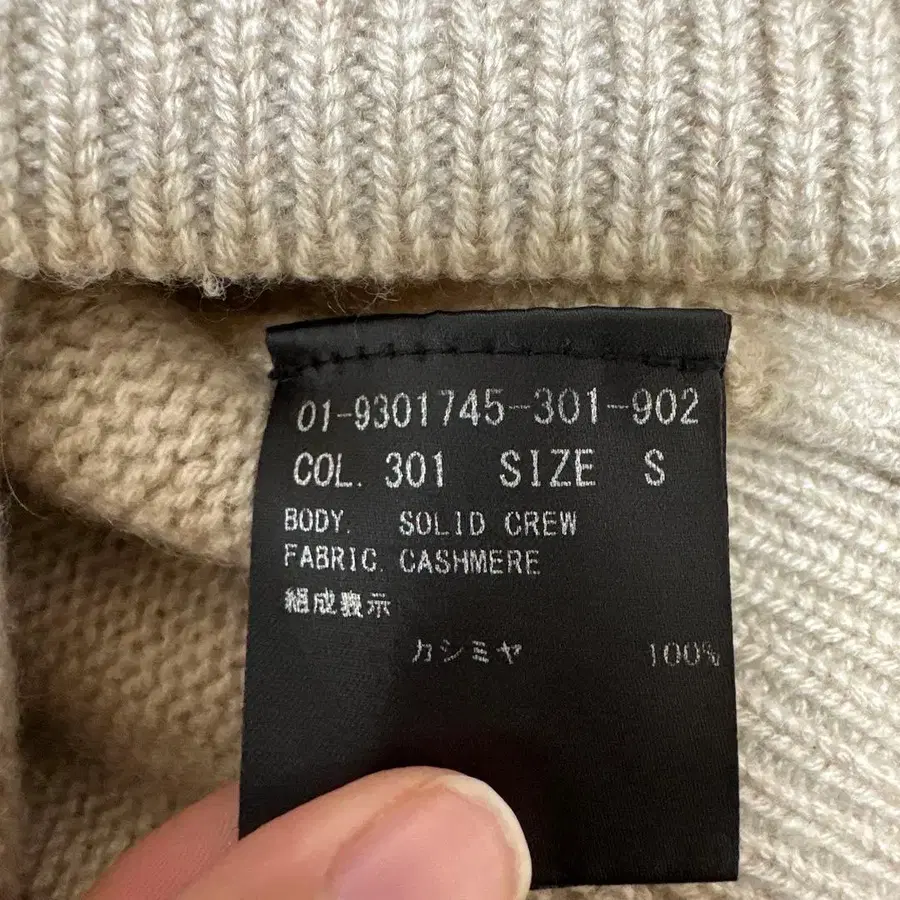 01-9301745-301-902
COL. 301 SIZE S
BODY. SOLID CREW
FABRIC. CASHMERE
組成表示
カシミヤ 100%